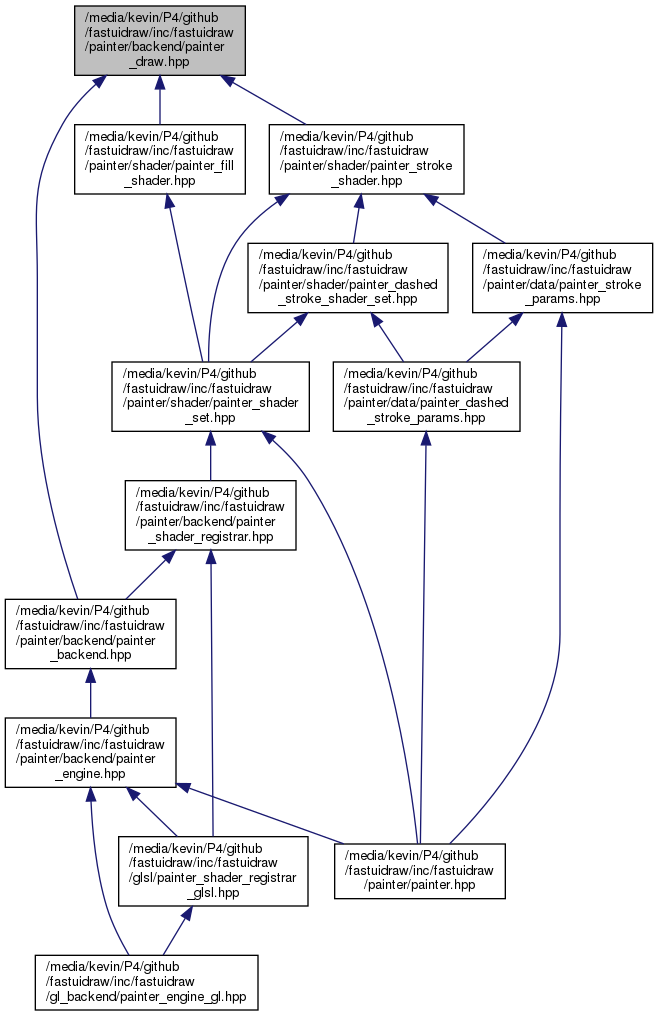 /media/kevin/P4/github
/fastuidraw/inc/fastuidraw
/painter/backend/painter
_draw.hpp
/media/kevin/P4/github
/fastuidraw/inc/fastuidraw
/painter/shader/painter_fill
_shader.hpp
/media/kevin/P4/github
/fastuidraw/inc/fastuidraw
/painter/shader/painter_stroke
_shader.hpp
/media/kevin/P4/github
/fastuidraw/inc/fastuidraw
/painter/shader/painter_dashed
_stroke_shader_set.hpp
/media/kevin/P4/github
/fastuidraw/inc/fastuidraw
/painter/data/painter_stroke
_params.hpp
/media/kevin/P4/github
/fastuidraw/inc/fastuidraw
/painter/shader/painter_shader
_set.hpp
/media/kevin/P4/github
/fastuidraw/inc/fastuidraw
/painter/data/painter_dashed
_stroke_params.hpp
/media/kevin/P4/github
/fastuidraw/inc/fastuidraw
/painter/backend/painter
_shader_registrar.hpp
/media/kevin/P4/github
/fastuidraw/inc/fastuidraw
/painter/backend/painter
_backend.hpp
/media/kevin/P4/github
/fastuidraw/inc/fastuidraw
/painter/backend/painter
_engine.hpp
/media/kevin/P4/github
/fastuidraw/inc/fastuidraw
/glsl/painter_shader_registrar
_glsl.hpp
/media/kevin/P4/github
/fastuidraw/inc/fastuidraw
/painter/painter.hpp
/media/kevin/P4/github
/fastuidraw/inc/fastuidraw
/gl_backend/painter_engine_gl.hpp